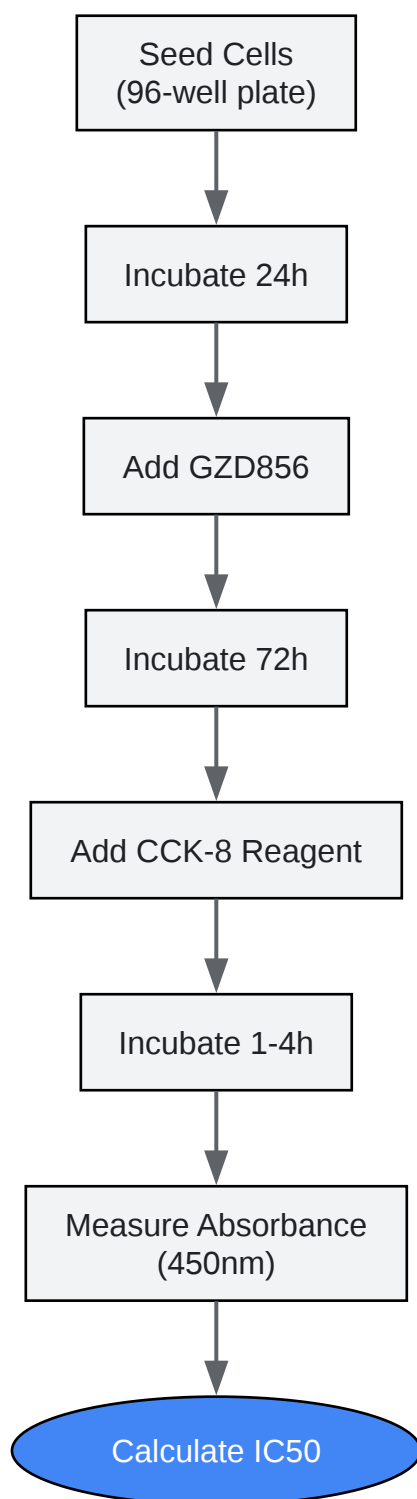 Seed Cells
(96-well plate)
Incubate 24h
Add GZD856
Incubate 72h
Add CCK-8 Reagent
Incubate 1-4h
Measure Absorbance
(450nm)
Calculate IC50